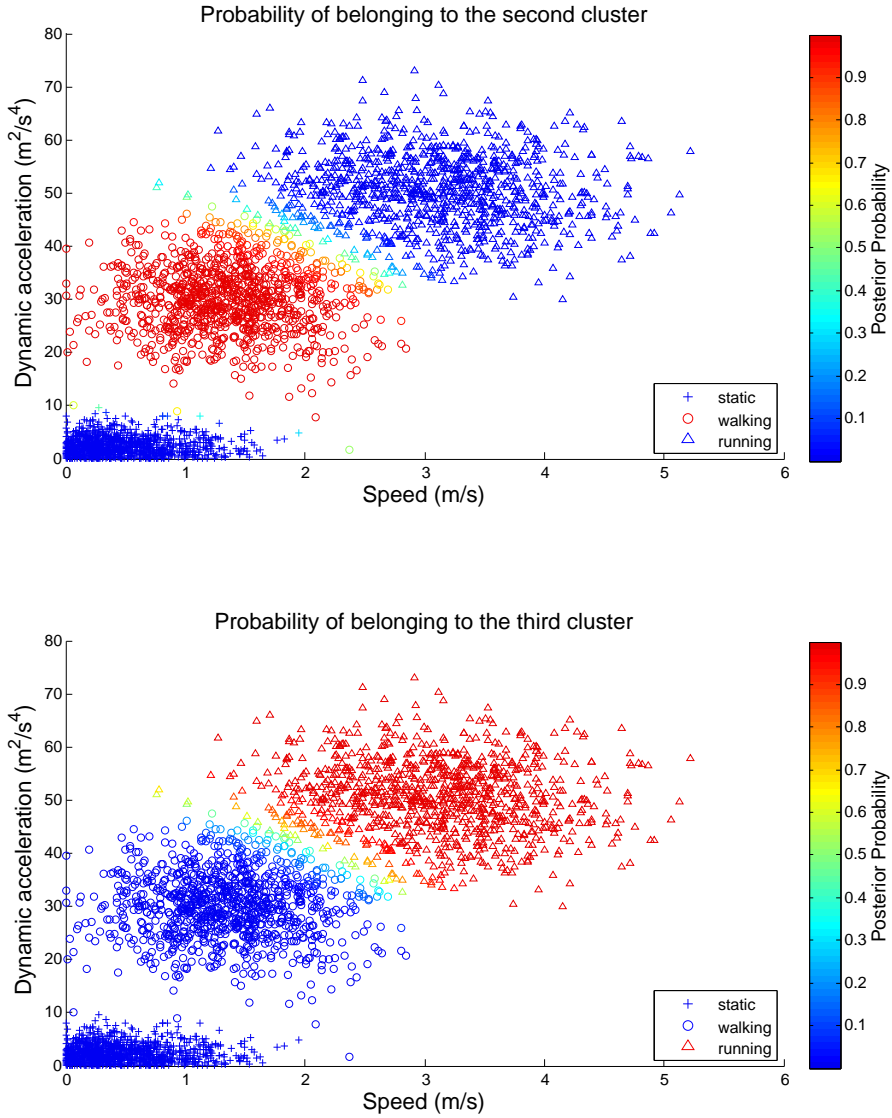 Probability of belonging to the second cluster
80
70
60
50
40
30
20
10
0
Dynamic acceleration (m²/s⁴)
0 1 2 3 4 5 6
Speed (m/s)
static
walking
running
0.9
0.8
0.7
0.6
0.5
0.4
0.3
0.2
0.1
Posterior Probability
Probability of belonging to the third cluster
80
70
60
50
40
30
20
10
0
Dynamic acceleration (m²/s⁴)
0 1 2 3 4 5 6
Speed (m/s)
static
walking
running
0.9
0.8
0.7
0.6
0.5
0.4
0.3
0.2
0.1
Posterior Probability